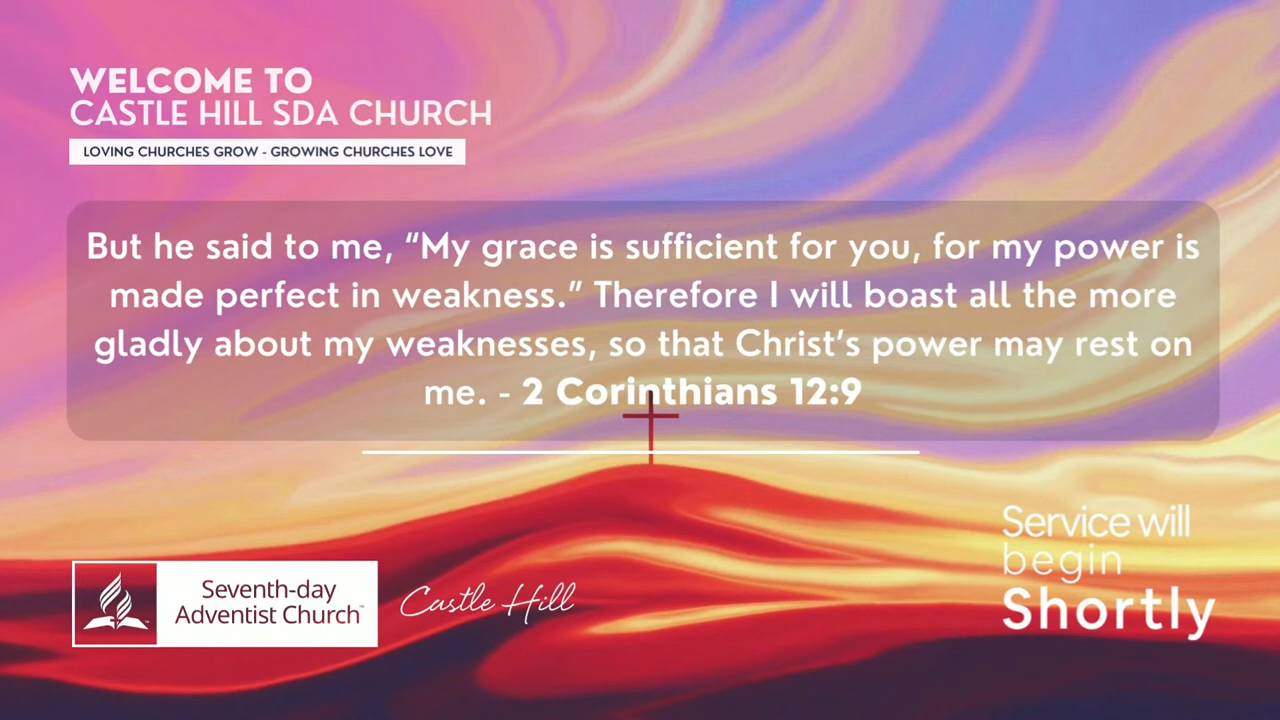 WELCOME TO
CASTLE HILL SDA CHURCH
LOVING CHURCHES GROW - GROWING CHURCHES LOVE
But he said to me, “My grace is sufficient for you, for my power is
made perfect in weakness.” Therefore I will boast all the more
gladly about my weaknesses, so that Christ’s power may rest on
me. - 2 Corinthians 12:9
Seventh-day
Adventist Church™
Castle Hill
Service will
begin
Shortly